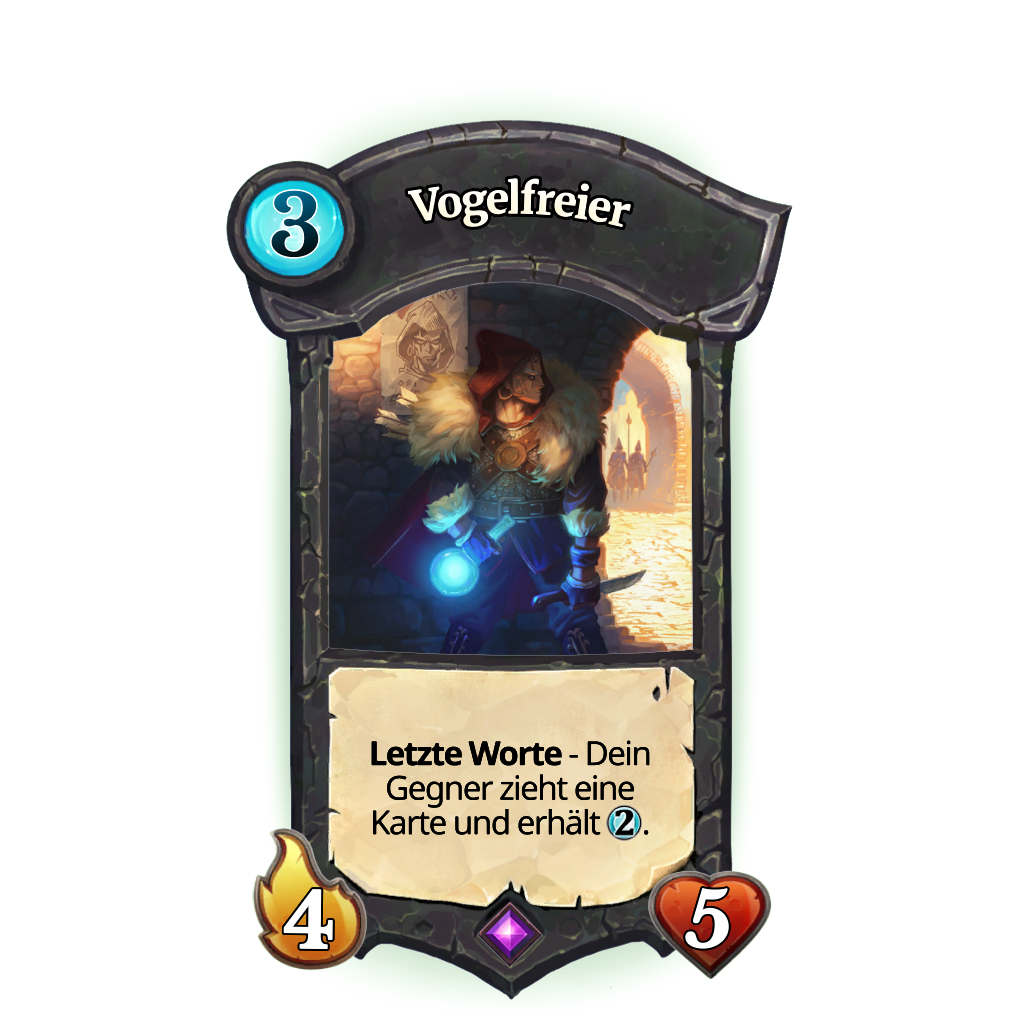 3
Vogelfreier
Letzte Worte - Dein
Gegner zieht eine
Karte und erhält 2.
4
5